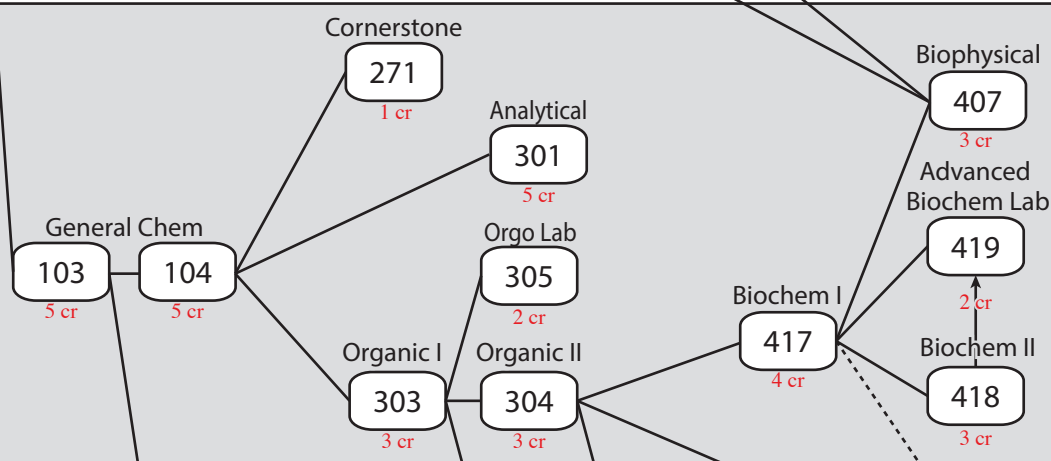 Cornerstone
271
1 cr
Analytical
301
5 cr
General Chem
103
5 cr
104
5 cr
Orgo Lab
305
2 cr
Organic I
303
3 cr
Organic II
304
3 cr
Biochem I
417
4 cr
Biophysical
407
3 cr
Advanced
Biochem Lab
419
2 cr
Biochem II
418
3 cr